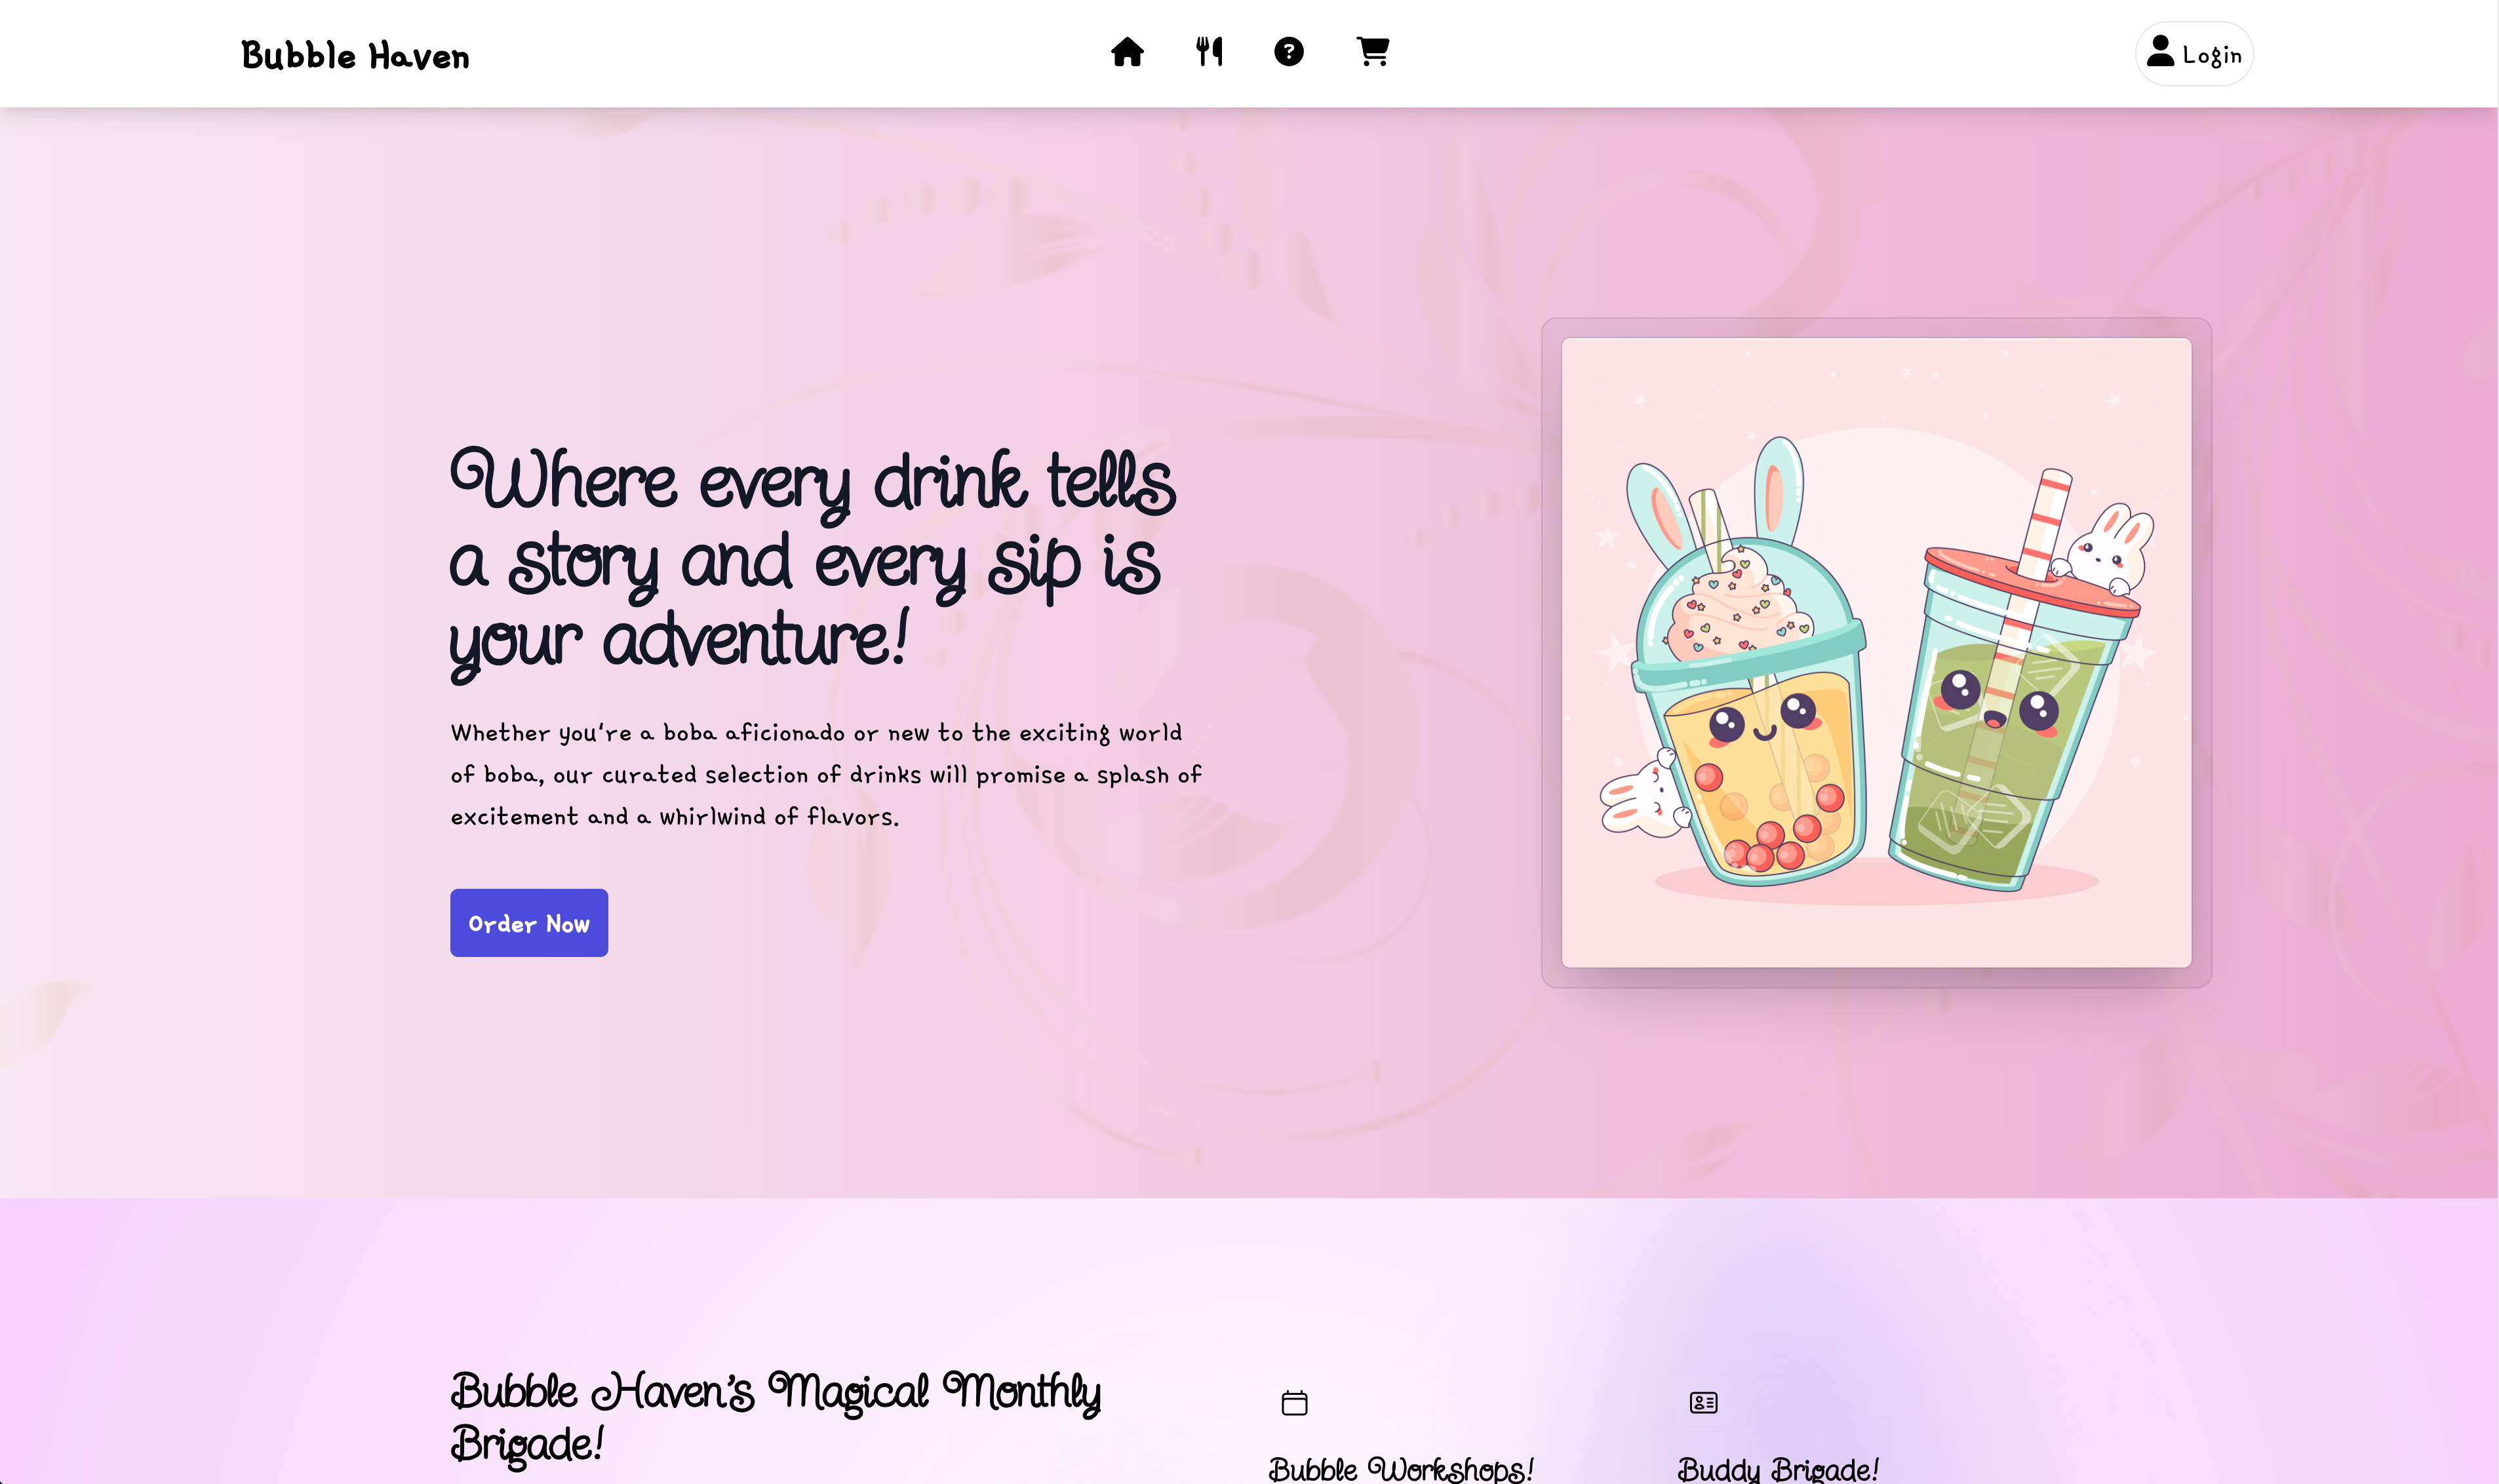 Bubble Haven
Login
Where every drink tells
a story and every sip is
your adventure!
Whether you're a boba aficionado or new to the exciting world
of boba, our curated selection of drinks will promise a splash of
excitement and a whirlwind of flavors.
Order Now
Bubble Haven's Magical Monthly
Brigade!
Bubble Workshops!
Buddy Brigade!